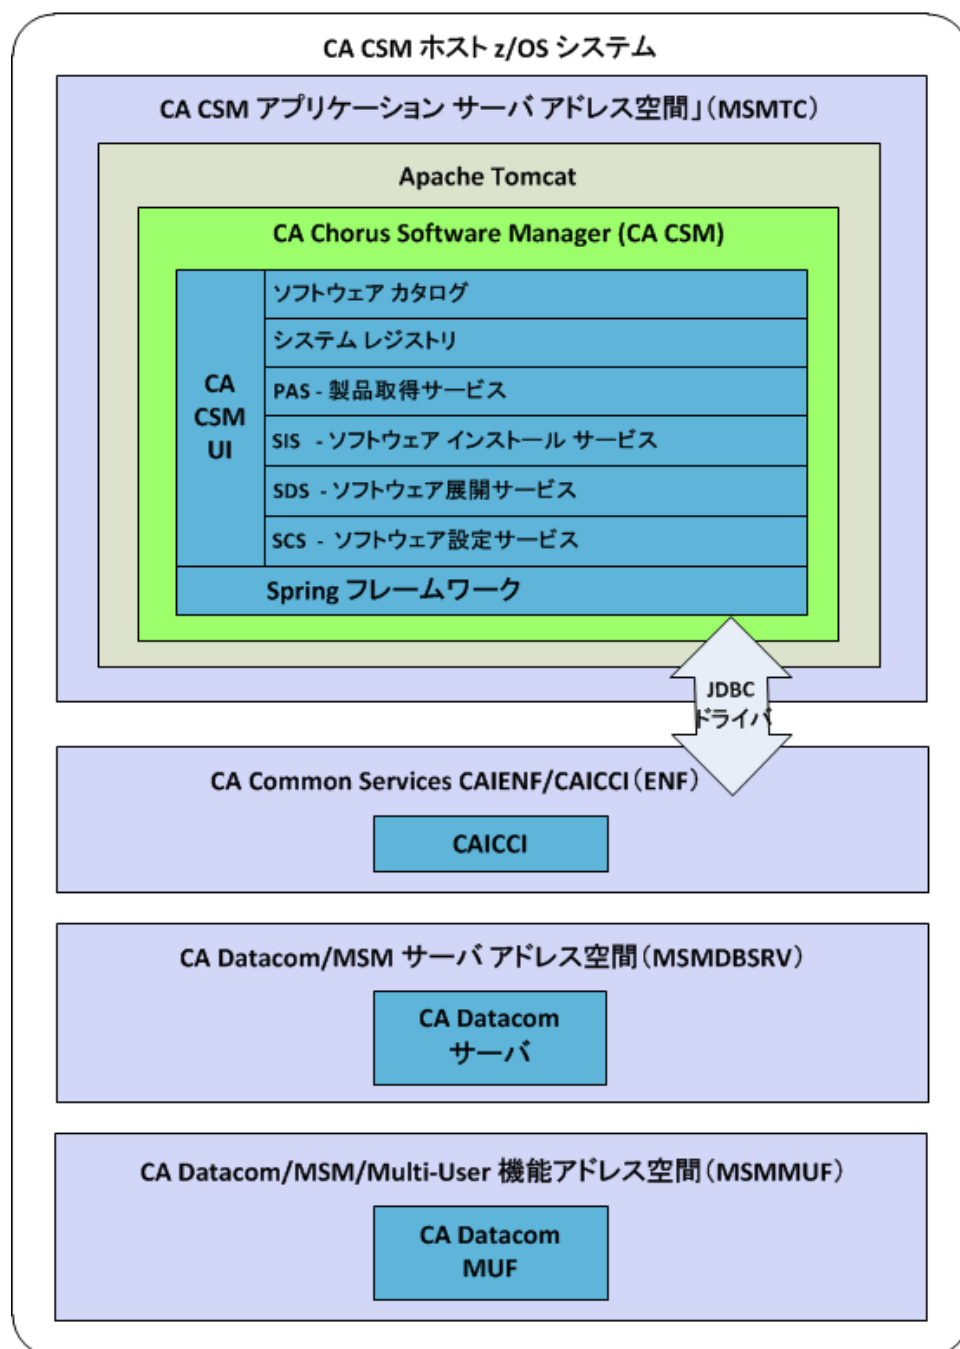 CA CSM ホスト z/OS システム
CA CSM アプリケーション サーバ アドレス空間」(MSMTC)
Apache Tomcat
CA Chorus Software Manager (CA CSM)
CA
CSM
UI
ソフトウェア カタログ
システム レジストリ
PAS - 製品取得サービス
SIS - ソフトウェア インストール サービス
SDS - ソフトウェア展開サービス
SCS - ソフトウェア設定サービス
Spring フレームワーク
JDBC
ドライバ
CA Common Services CAIENF/CAICCI(ENF)
CAICCI
CA Datacom/MSM サーバ アドレス空間(MSMDBSRV)
CA Datacom
サーバ
CA Datacom/MSM/Multi-User 機能アドレス空間(MSMMUF)
CA Datacom
MUF